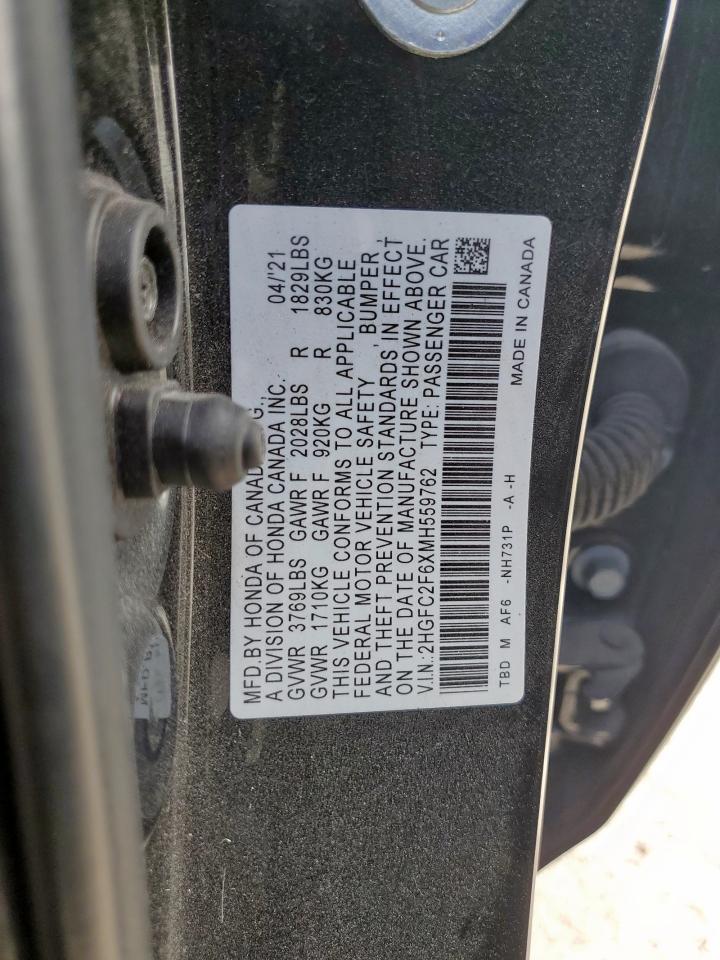 MFD.BY HONDA OF CANADA MFG., 04/'21
A DIVISION OF HONDA CANADA INC.
GVWR 3769LBS GAWR F 2028LBS R 1829LBS
GVWR 1710KG GAWR F 920KG R 830KG
THIS VEHICLE CONFORMS TO ALL APPLICABLE
FEDERAL MOTOR VEHICLE SAFETY , BUMPER ,
AND THEFT PREVENTION STANDARDS IN EFFECT
ON THE DATE OF MANUFACTURE SHOWN ABOVE.
V.I.N.:2HGFC2F6XMH559762 TYPE: PASSENGER CAR
TBD M AF6 -NH731P -A -H
MADE IN CANADA